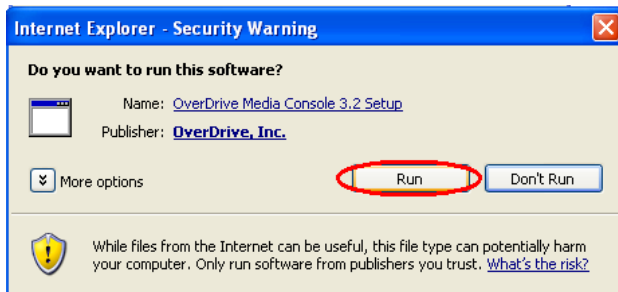 Internet Explorer - Security Warning
Do you want to run this software?
Name: OverDrive Media Console 3.2 Setup
Publisher: OverDrive, Inc.
More options
Run
Don't Run
While files from the Internet can be useful, this file type can potentially harm
your computer. Only run software from publishers you trust. What's the risk?